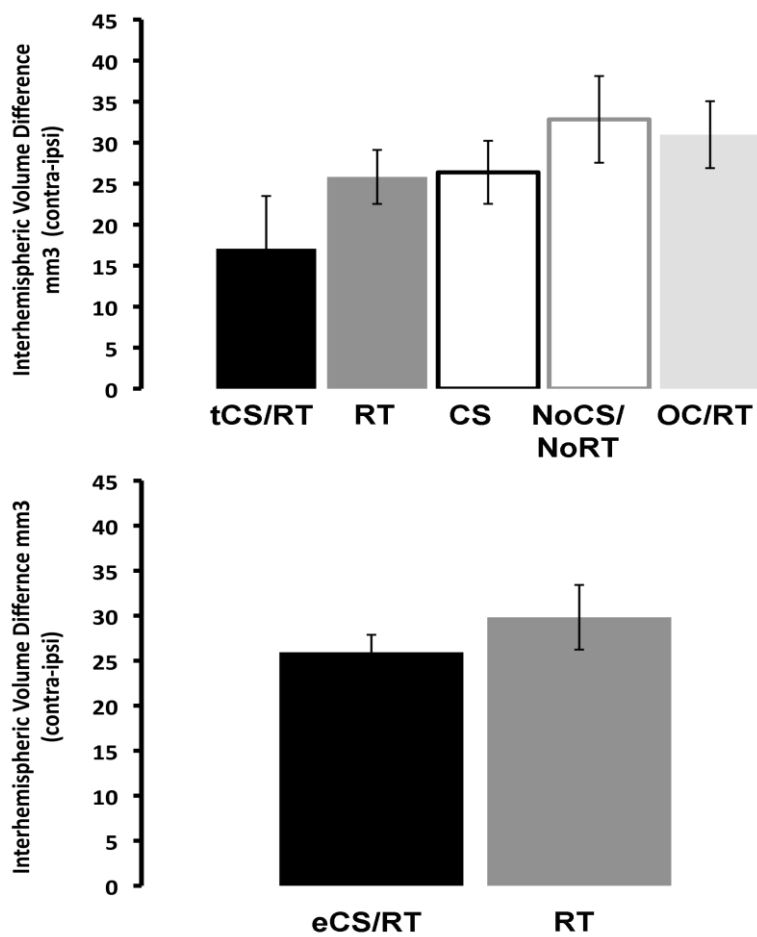 Interhemispheric Volume Difference
mm3 (contra-ipsi)
45
40
35
30
25
20
15
10
5
0
tCS/RT RT CS NoCS/ OC/RT
NoRT
Interhemispheric Volume Differnce mm3
(contra-ipsi)
45
40
35
30
25
20
15
10
5
0
eCS/RT RT